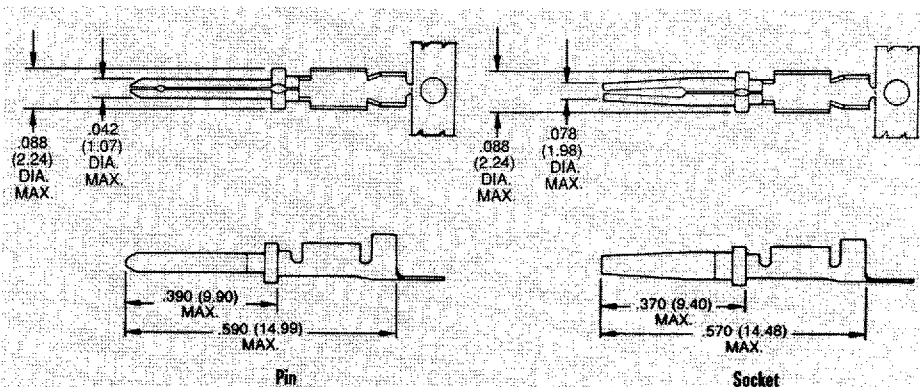 .088
(2.24)
DIA.
MAX.
.042
(1.07)
DIA.
MAX.
.088
(2.24)
DIA.
MAX.
.078
(1.98)
DIA.
MAX.
.390 (9.90)
MAX.
.590 (14.99)
MAX.
Pin
.370 (9.40)
MAX.
.570 (14.48)
MAX.
Socket